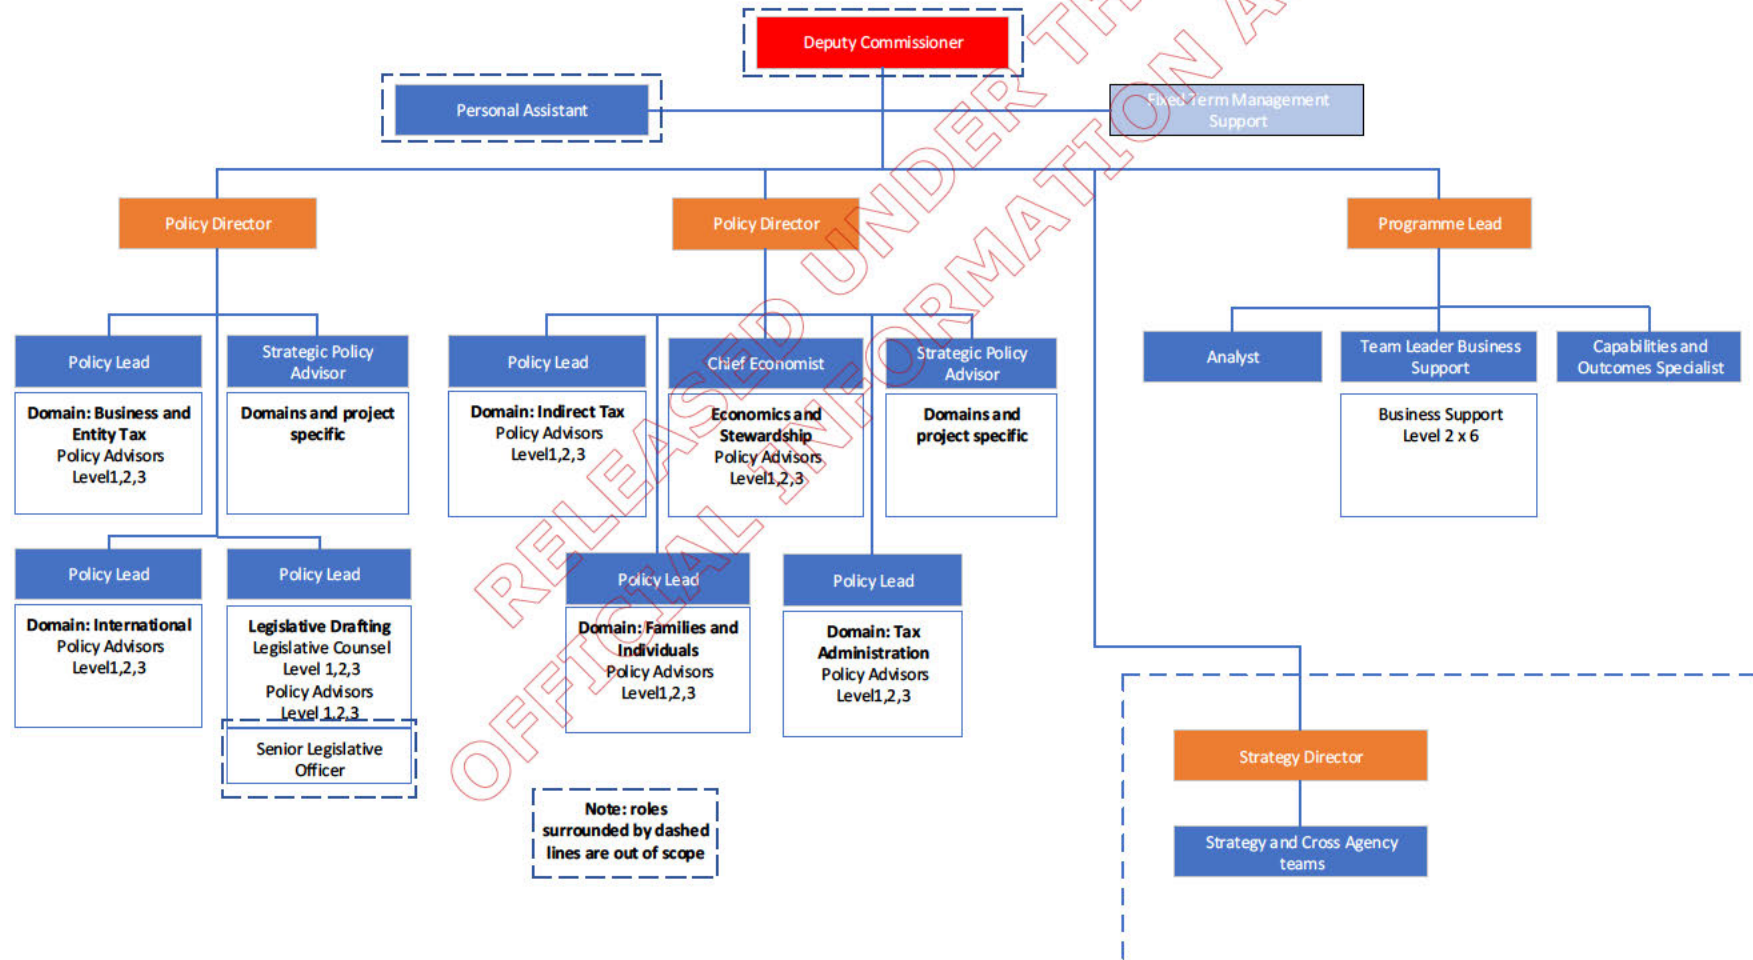 Deputy Commissioner
Personal Assistant
Fixed Term Management
Support
Policy Director
Policy Director
Programme Lead
Policy Lead
Domain: Business and
Entity Tax
Policy Advisors
Level1,2,3
Strategic Policy
Advisor
Domains and project
specific
Policy Lead
Domain: Indirect Tax
Policy Advisors
Level1,2,3
Chief Economist
Economics and
Stewardship
Policy Advisors
Level1,2,3
Strategic Policy
Advisor
Domains and
project specific
Analyst
Team Leader Business
Support
Business Support
Level 2 x 6
Capabilities and
Outcomes Specialist
Policy Lead
Domain: International
Policy Advisors
Level1,2,3
Policy Lead
Legislative Drafting
Legislative Counsel
Level 1,2,3
Policy Advisors
Level 1,2,3
Senior Legislative
Officer
Policy Lead
Domain: Families and
Individuals
Policy Advisors
Level1,2,3
Policy Lead
Domain: Tax
Administration
Policy Advisors
Level1,2,3
Strategy Director
Strategy and Cross Agency
teams
Note: roles
surrounded by dashed
lines are out of scope
RELEASED UNDER TH
OFFICIAL INFORMATION A